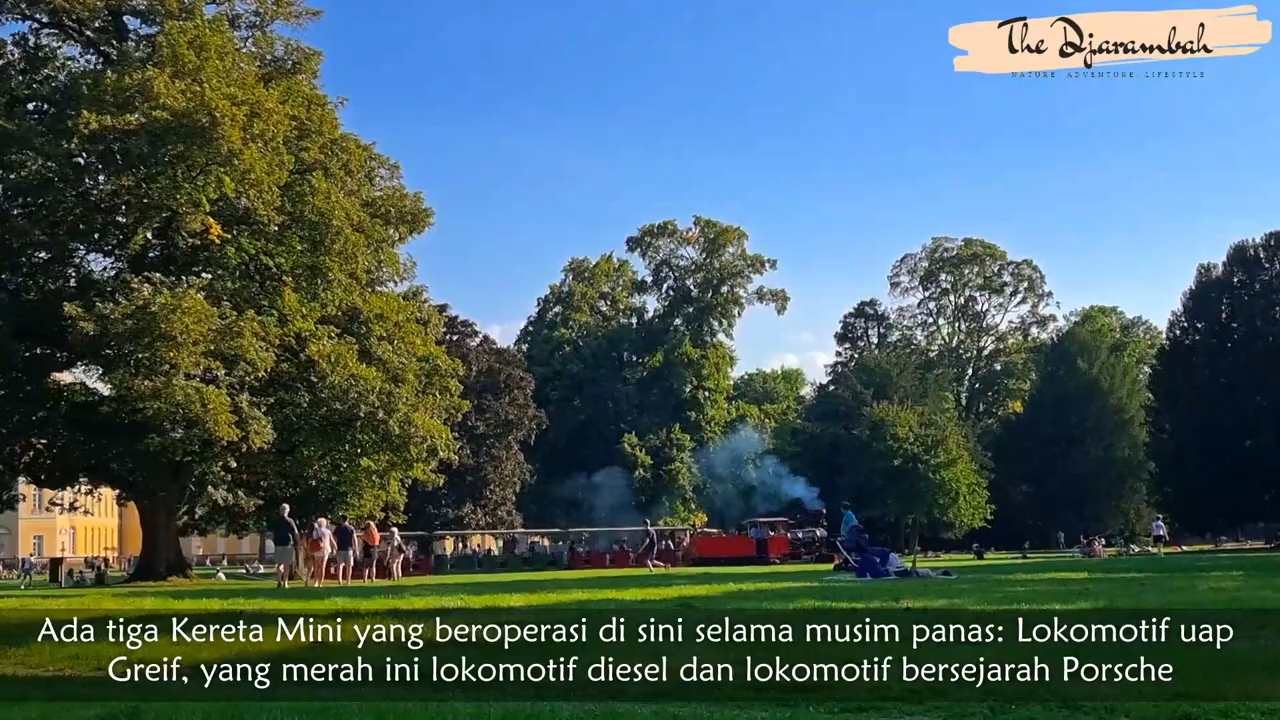 The Djarambah
NATURE. ADVENTURE. LIFESTYLE
Ada tiga Kereta Mini yang beroperasi di sini selama musim panas: Lokomotif uap
Greif, yang merah ini lokomotif diesel dan lokomotif bersejarah Porsche